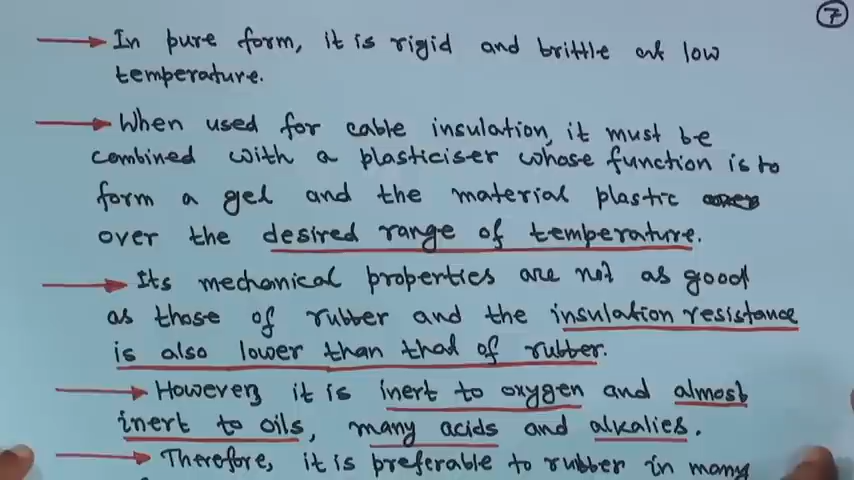 7
In pure form, it is rigid and brittle at low
temperature.
When used for cable insulation, it must be
combined with a plasticiser whose function is to
form a gel and the material plastic
over the desired range of temperature.
Its mechanical properties are not as good
as those of rubber and the insulation resistance
is also lower than that of rubber.
However, it is inert to oxygen and almost
inert to oils, many acids and alkalies.
Therefore, it is preferable to rubber in many